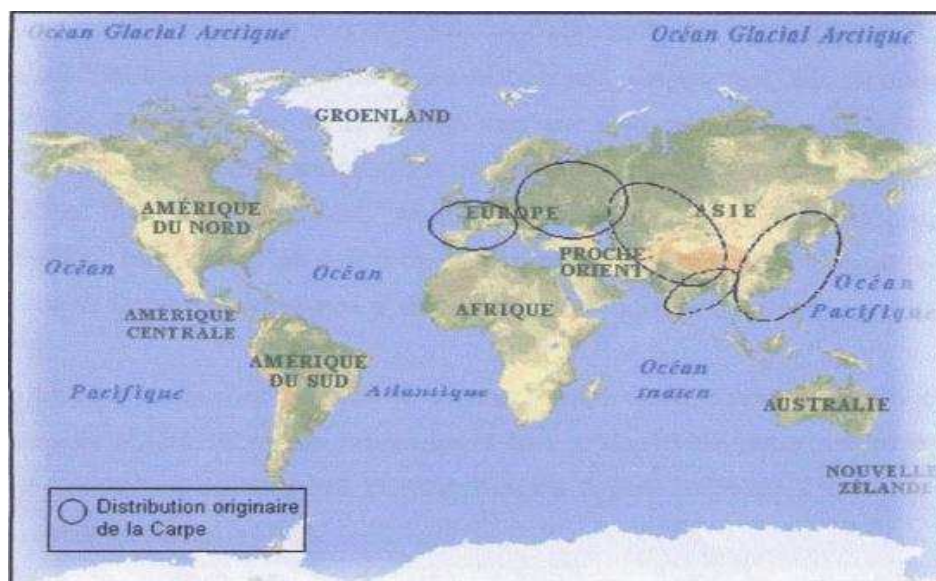 Océan Glacial Arctique
Océan Glacial Arctique
GROENLAND
AMÉRIQUE
DU NORD
EUROPE
ASIE
PROCHE-
ORIENT
Océan
Océan
Océan
Pacifique
AMÉRIQUE
CENTRALE
AFRIQUE
AMÉRIQUE
DU SUD
Océan
Indien
Pacifique
Atlantique
AUSTRALIE
NOUVELLE
ZÉLANDE
Distribution originaire
de la Carpe